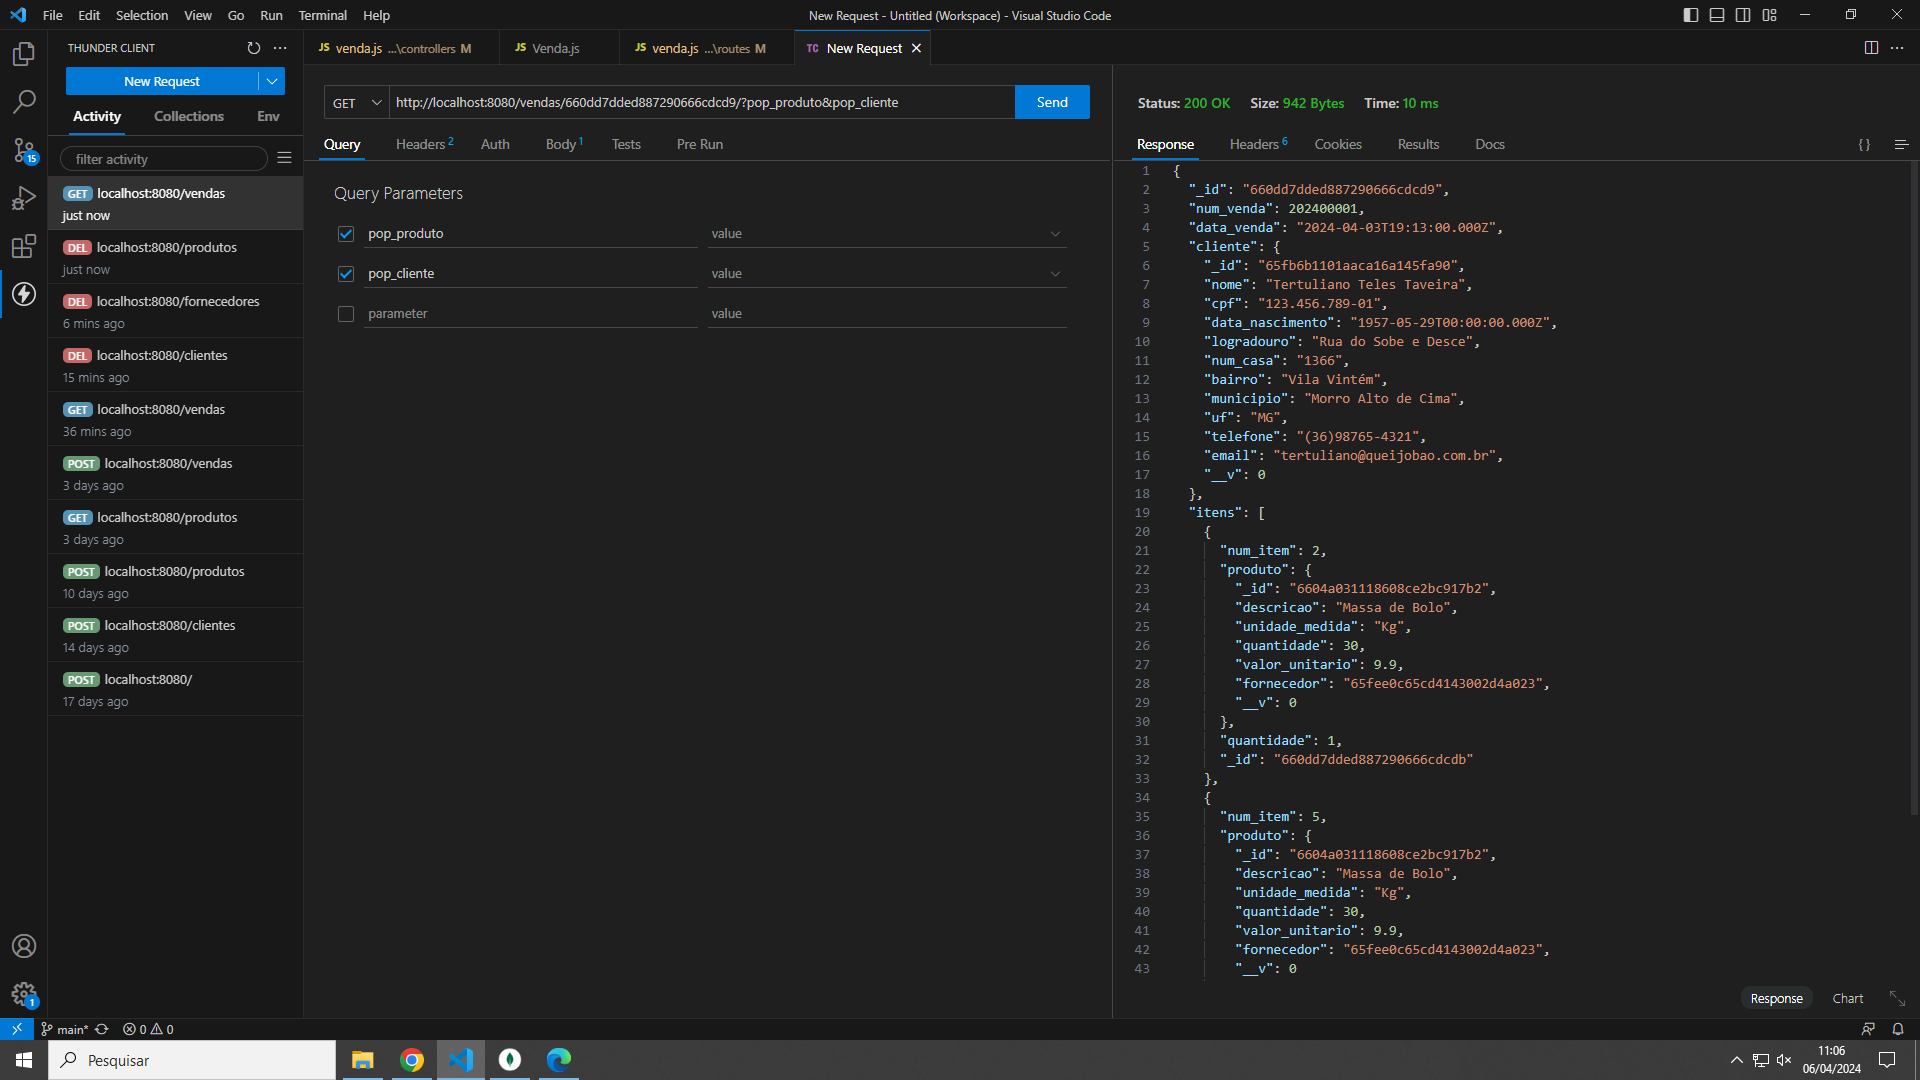 File Edit Selection View Go Run Terminal Help
New Request - Untitled (Workspace) - Visual Studio Code
THUNDER CLIENT
New Request
Activity Collections Env
filter activity
GET localhost:8080/vendas
just now
DEL localhost:8080/produtos
just now
DEL localhost:8080/fornecedores
6 mins ago
DEL localhost:8080/clientes
15 mins ago
GET localhost:8080/vendas
36 mins ago
POST localhost:8080/vendas
3 days ago
GET localhost:8080/produtos
3 days ago
POST localhost:8080/produtos
10 days ago
POST localhost:8080/clientes
14 days ago
POST localhost:8080/
17 days ago
15
1
JS venda.js ...\controllers M
JS Venda.js
JS venda.js ...\routes M
TC New Request
GET http://localhost:8080/vendas/660dd7dded887290666cdcd9/?pop_produto&pop_cliente Send
Query Headers 2 Auth Body 1 Tests Pre Run
Query Parameters
pop_produto value
pop_cliente value
parameter value
Status: 200 OK Size: 942 Bytes Time: 10 ms
Response Headers 6 Cookies Results Docs { }
1 {
2 "_id": "660dd7dded887290666cdcd9",
3 "num_venda": 202400001,
4 "data_venda": "2024-04-03T19:13:00.000Z",
5 "cliente": {
6 "_id": "65fb6b1101aaca16a145fa90",
7 "nome": "Tertuliano Teles Taveira",
8 "cpf": "123.456.789-01",
9 "data_nascimento": "1957-05-29T00:00:00.000Z",
10 "logradouro": "Rua do Sobe e Desce",
11 "num_casa": "1366",
12 "bairro": "Vila Vintém",
13 "municipio": "Morro Alto de Cima",
14 "uf": "MG",
15 "telefone": "(36)98765-4321",
16 "email": "tertuliano@queijobao.com.br",
17 "__v": 0
18 },
19 "itens": [
20 {
21 "num_item": 2,
22 "produto": {
23 "_id": "6604a031118608ce2bc917b2",
24 "descricao": "Massa de Bolo",
25 "unidade_medida": "Kg",
26 "quantidade": 30,
27 "valor_unitario": 9.9,
28 "fornecedor": "65fee0c65cd4143002d4a023",
29 "__v": 0
30 },
31 "quantidade": 1,
32 "_id": "660dd7dded887290666cdcdb"
33 },
34 {
35 "num_item": 5,
36 "produto": {
37 "_id": "6604a031118608ce2bc917b2",
38 "descricao": "Massa de Bolo",
39 "unidade_medida": "Kg",
40 "quantidade": 30,
41 "valor_unitario": 9.9,
42 "fornecedor": "65fee0c65cd4143002d4a023",
43 "__v": 0
Response Chart
main* 0 0
Pesquisar
11:06
06/04/2024